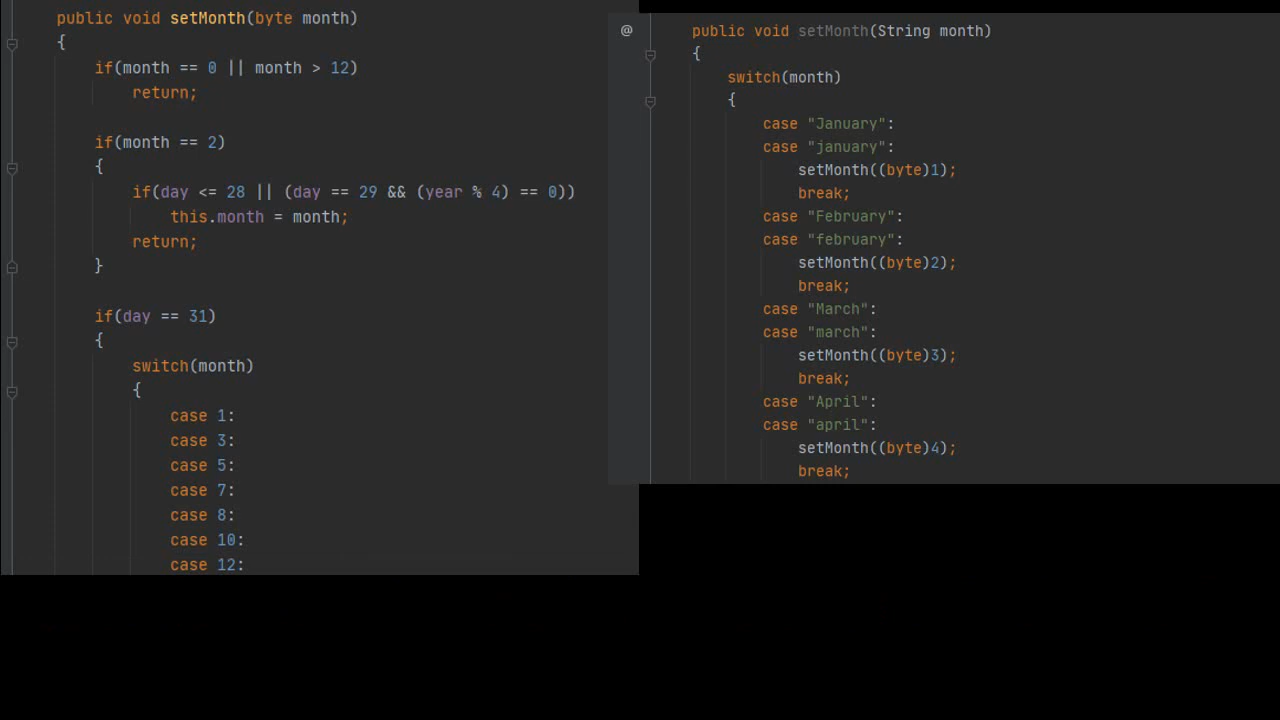 public void setMonth(byte month)
{
if(month == 0 || month > 12)
return;
if(month == 2)
{
if(day <= 28 || (day == 29 && (year % 4) == 0))
this.month = month;
return;
}
if(day == 31)
{
switch(month)
{
case 1:
case 3:
case 5:
case 7:
case 8:
case 10:
case 12:
@ public void setMonth(String month)
{
switch(month)
{
case "January":
case "january":
setMonth((byte)1);
break;
case "February":
case "february":
setMonth((byte)2);
break;
case "March":
case "march":
setMonth((byte)3);
break;
case "April":
case "april":
setMonth((byte)4);
break;